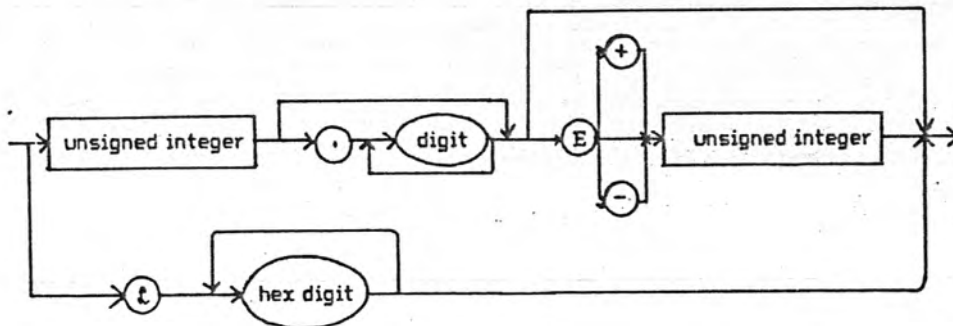 +
unsigned integer
.
digit
E
unsigned integer
-
£
hex digit